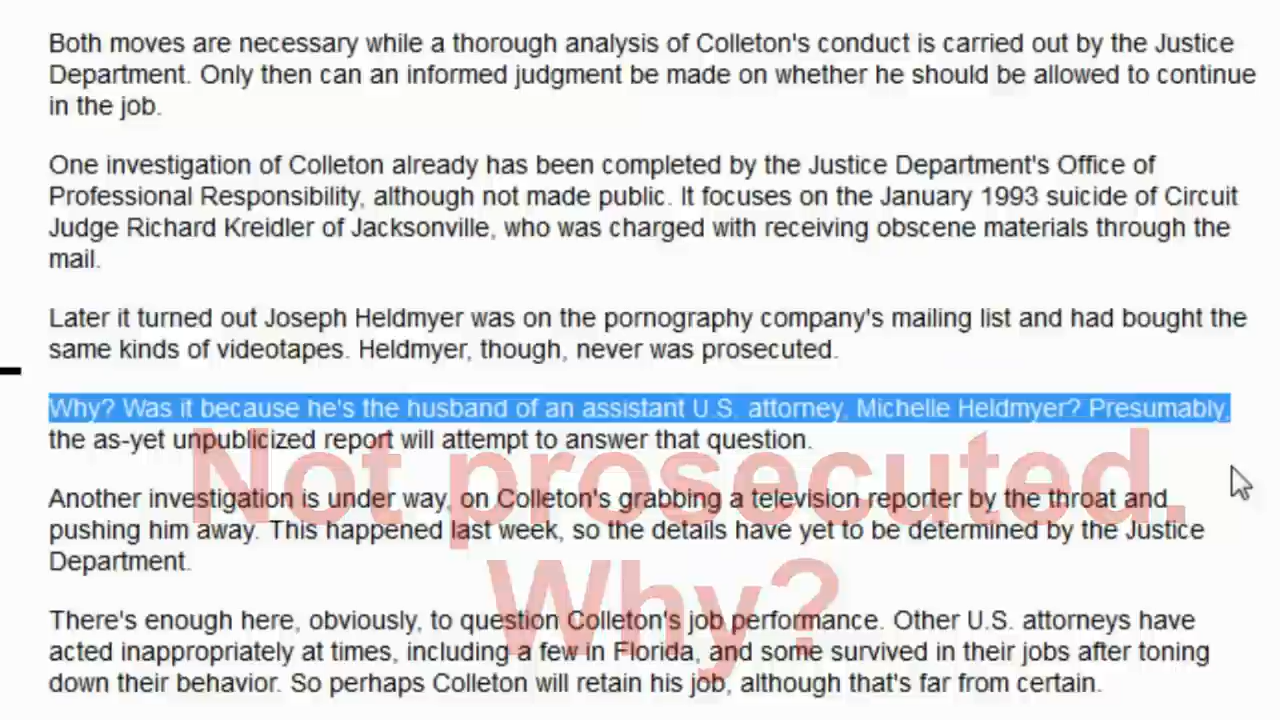 Both moves are necessary while a thorough analysis of Colleton's conduct is carried out by the Justice
Department. Only then can an informed judgment be made on whether he should be allowed to continue
in the job.
One investigation of Colleton already has been completed by the Justice Department's Office of
Professional Responsibility, although not made public. It focuses on the January 1993 suicide of Circuit
Judge Richard Kreidler of Jacksonville, who was charged with receiving obscene materials through the
mail.
Later it turned out Joseph Heldmyer was on the pornography company's mailing list and had bought the
same kinds of videotapes. Heldmyer, though, never was prosecuted.
Why? Was it because he's the husband of an assistant U.S. attorney, Michelle Heldmyer? Presumably,
the as-yet unpublicized report will attempt to answer that question.
Another investigation is under way, on Colleton's grabbing a television reporter by the throat and
pushing him away. This happened last week, so the details have yet to be determined by the Justice
Department.
There's enough here, obviously, to question Colleton's job performance. Other U.S. attorneys have
acted inappropriately at times, including a few in Florida, and some survived in their jobs after toning
down their behavior. So perhaps Colleton will retain his job, although that's far from certain.
Not prosecuted.
Why?